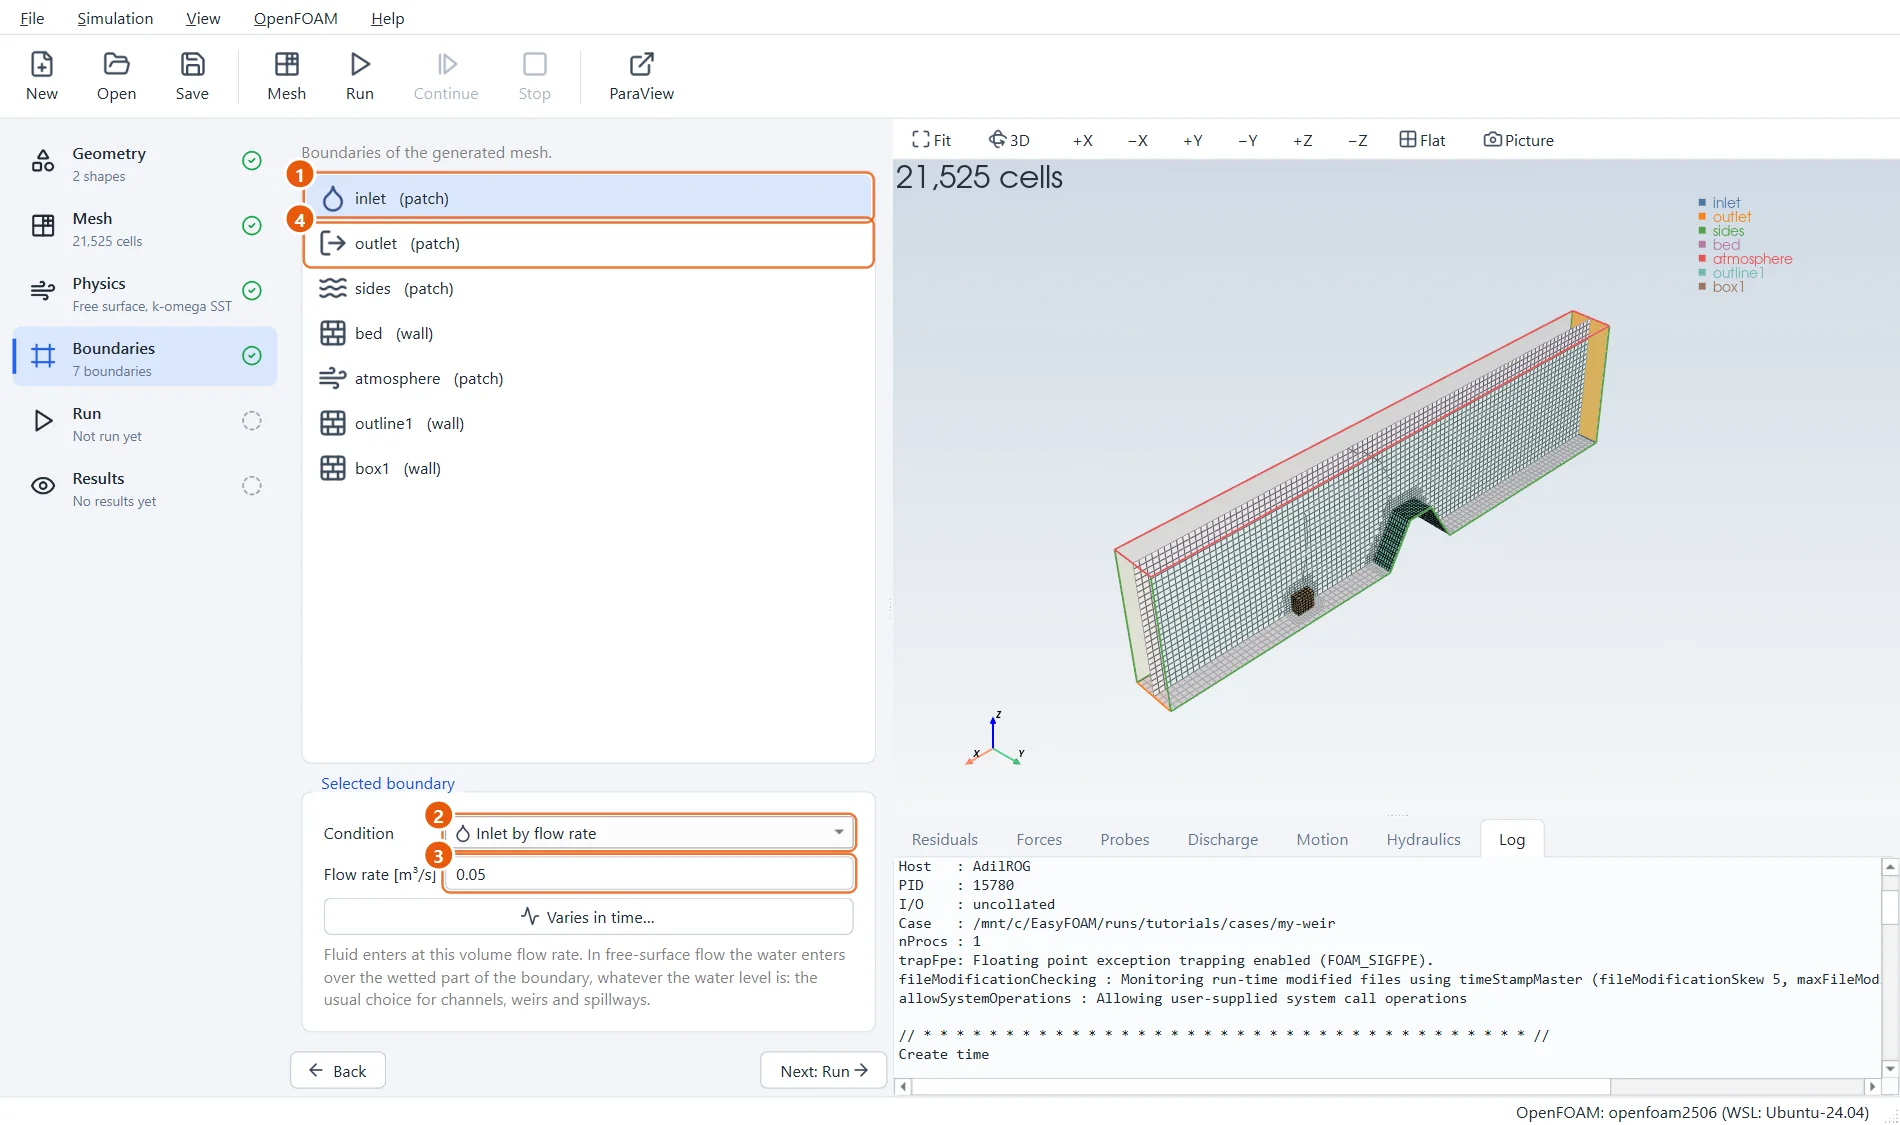 File Simulation View OpenFOAM Help
New Open Save Mesh Run Continue Stop ParaView
Geometry
2 shapes
Mesh
21,525 cells
Physics
Free surface, k-omega SST
Boundaries
7 boundaries
Run
Not run yet
Results
No results yet
Boundaries of the generated mesh.
1
inlet (patch)
4
outlet (patch)
sides (patch)
bed (wall)
atmosphere (patch)
outline1 (wall)
box1 (wall)
Selected boundary
2
Condition Inlet by flow rate
3
Flow rate [m³/s] 0.05
Varies in time...
Fluid enters at this volume flow rate. In free-surface flow the water enters
over the wetted part of the boundary, whatever the water level is: the
usual choice for channels, weirs and spillways.
Back Next: Run
Fit 3D +X −X +Y −Y +Z −Z Flat Picture
21,525 cells
inlet
outlet
sides
bed
atmosphere
outline1
box1
Z
X Y
Residuals Forces Probes Discharge Motion Hydraulics Log
Host : AdilROG
PID : 15780
I/O : uncollated
Case : /mnt/c/EasyFOAM/runs/tutorials/cases/my-weir
nProcs : 1
trapFpe: Floating point exception trapping enabled (FOAM_SIGFPE).
fileModificationChecking : Monitoring run-time modified files using timeStampMaster (fileModificationSkew 5, maxFileMod
allowSystemOperations : Allowing user-supplied system call operations
// * * * * * * * * * * * * * * * * * * * * * * * * * * * * * * * * * * * * * //
Create time
OpenFOAM: openfoam2506 (WSL: Ubuntu-24.04)